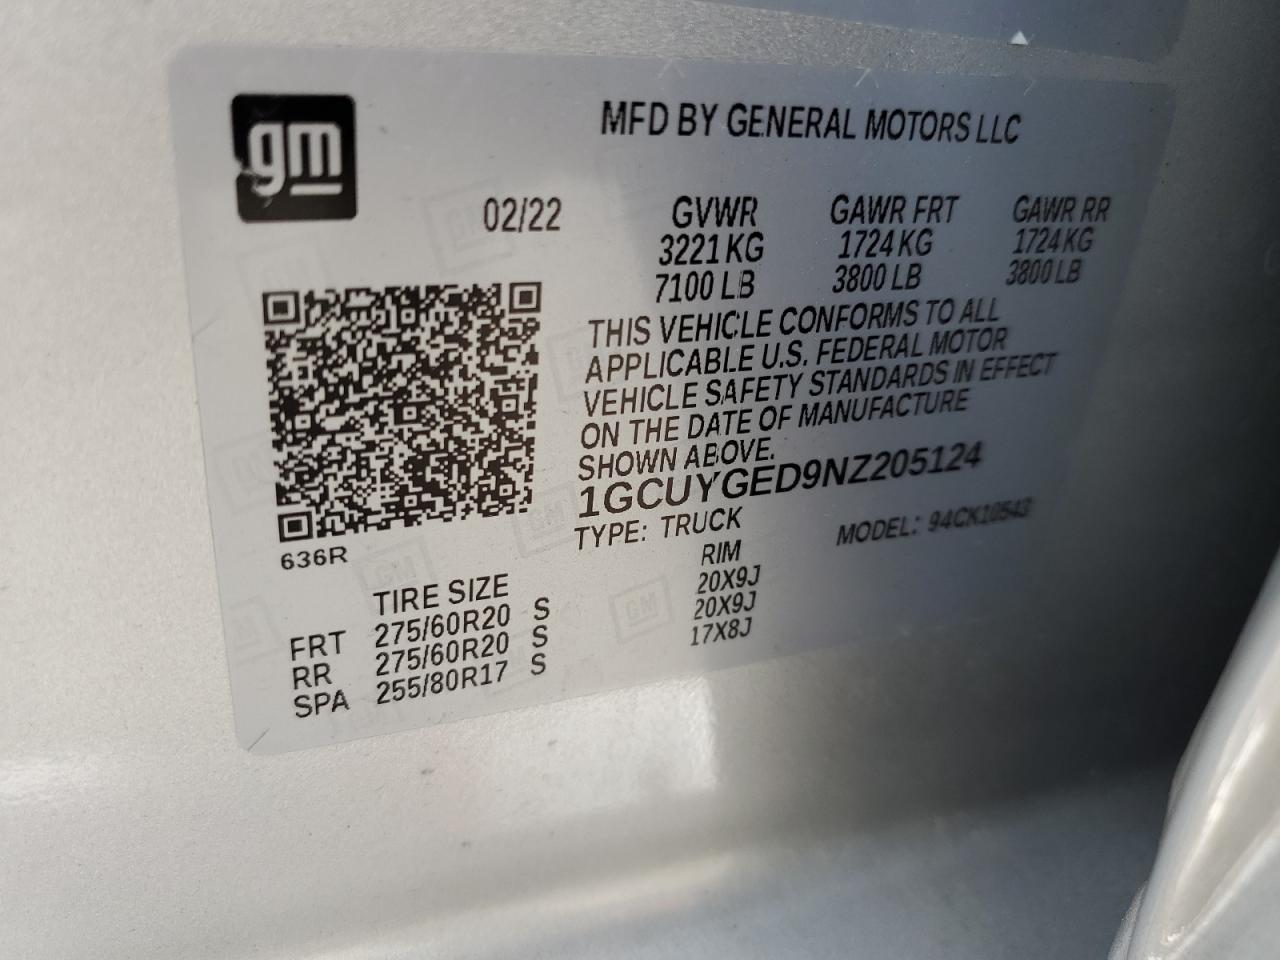 gm
MFD BY GENERAL MOTORS LLC
02/22 GVWR GAWR FRT GAWR RR
3221 KG 1724 KG 1724 KG
7100 LB 3800 LB 3800 LB
THIS VEHICLE CONFORMS TO ALL
APPLICABLE U.S. FEDERAL MOTOR
VEHICLE SAFETY STANDARDS IN EFFECT
ON THE DATE OF MANUFACTURE
SHOWN ABOVE.
1GCUYGED9NZ205124
TYPE: TRUCK MODEL: 94CK10543
636R
TIRE SIZE RIM
FRT 275/60R20 S 20X9J
RR 275/60R20 S 20X9J
SPA 255/80R17 S 17X8J
GM